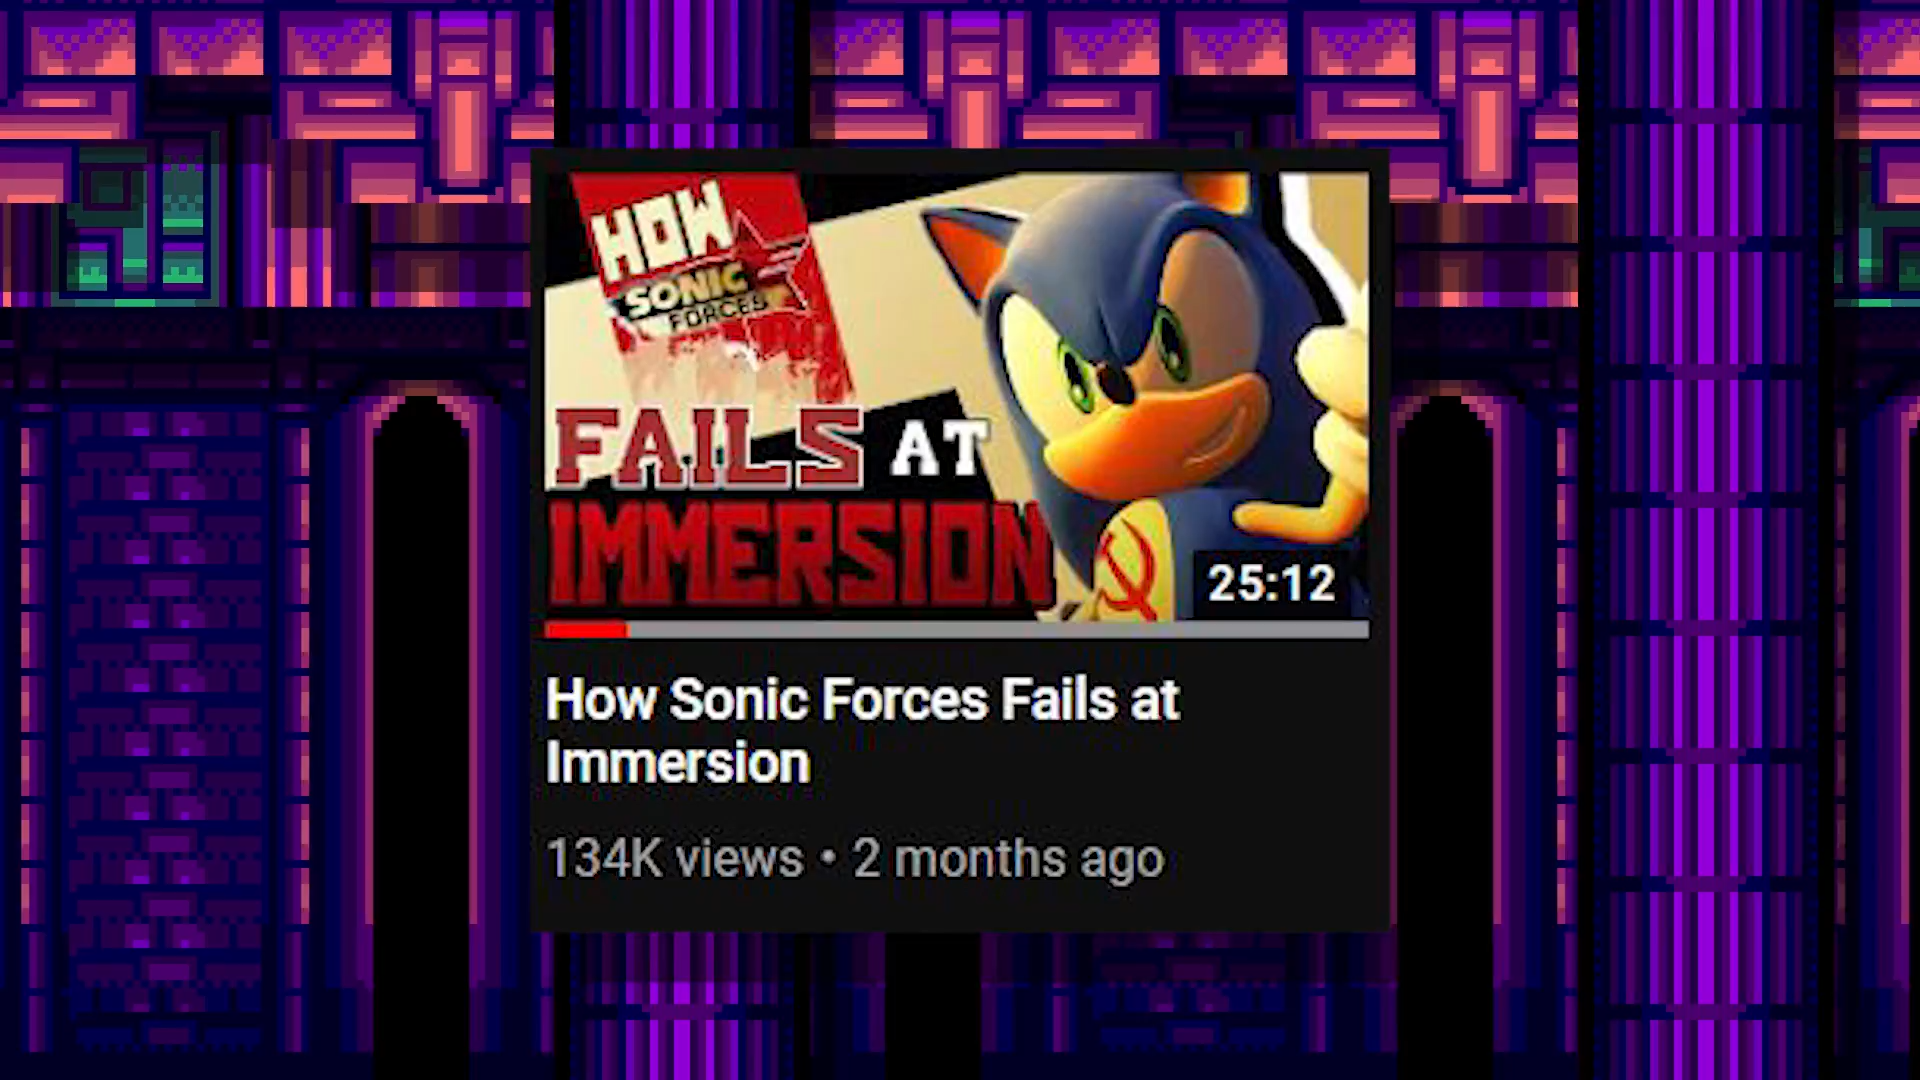 HOW
SONIC
FORCES
FAILS AT
IMMERSION
25:12
How Sonic Forces Fails at
Immersion
134K views • 2 months ago